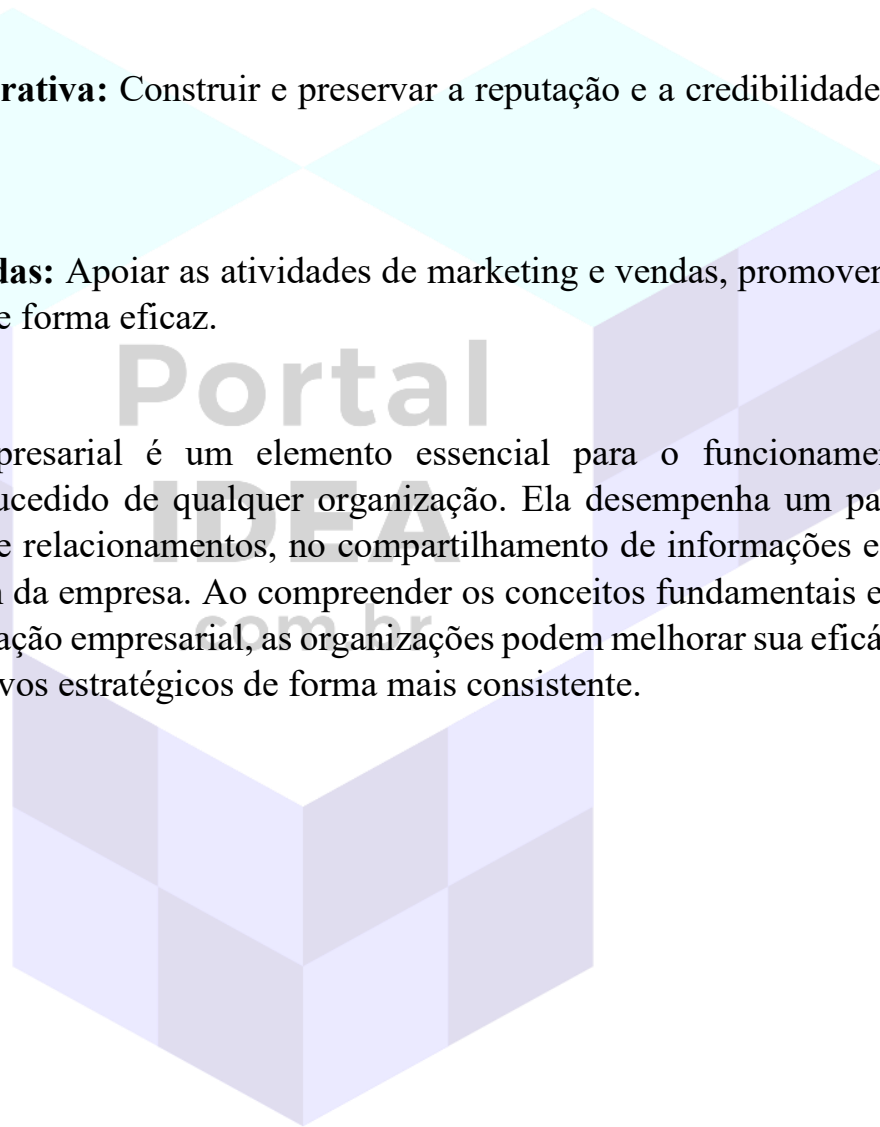 rativa: Construir e preservar a reputação e a credibilidade
das: Apoiar as atividades de marketing e vendas, promover
e forma eficaz.
Portal
presarial é um elemento essencial para o funcioname
ucedido de qualquer organização. Ela desempenha um pa
IDEA
e relacionamentos, no compartilhamento de informações e
da empresa. Ao compreender os conceitos fundamentais e
.com.br
ação empresarial, as organizações podem melhorar sua eficá
vos estratégicos de forma mais consistente.